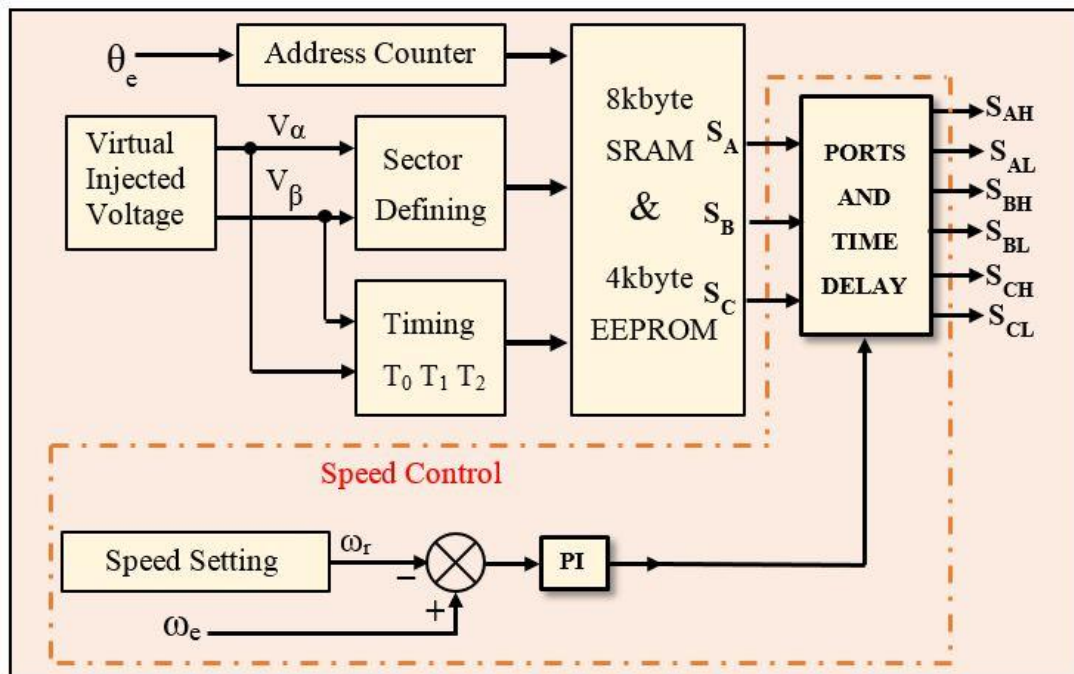 θe
Address Counter
Virtual
Injected
Voltage
Vα
Vβ
Sector
Defining
Timing
T0 T1 T2
8kbyte
SRAM
&
4kbyte
EEPROM
SA
SB
SC
PORTS
AND
TIME
DELAY
SAH
SAL
SBH
SBL
SCH
SCL
Speed Control
Speed Setting
ωr
−
+
ωe
PI